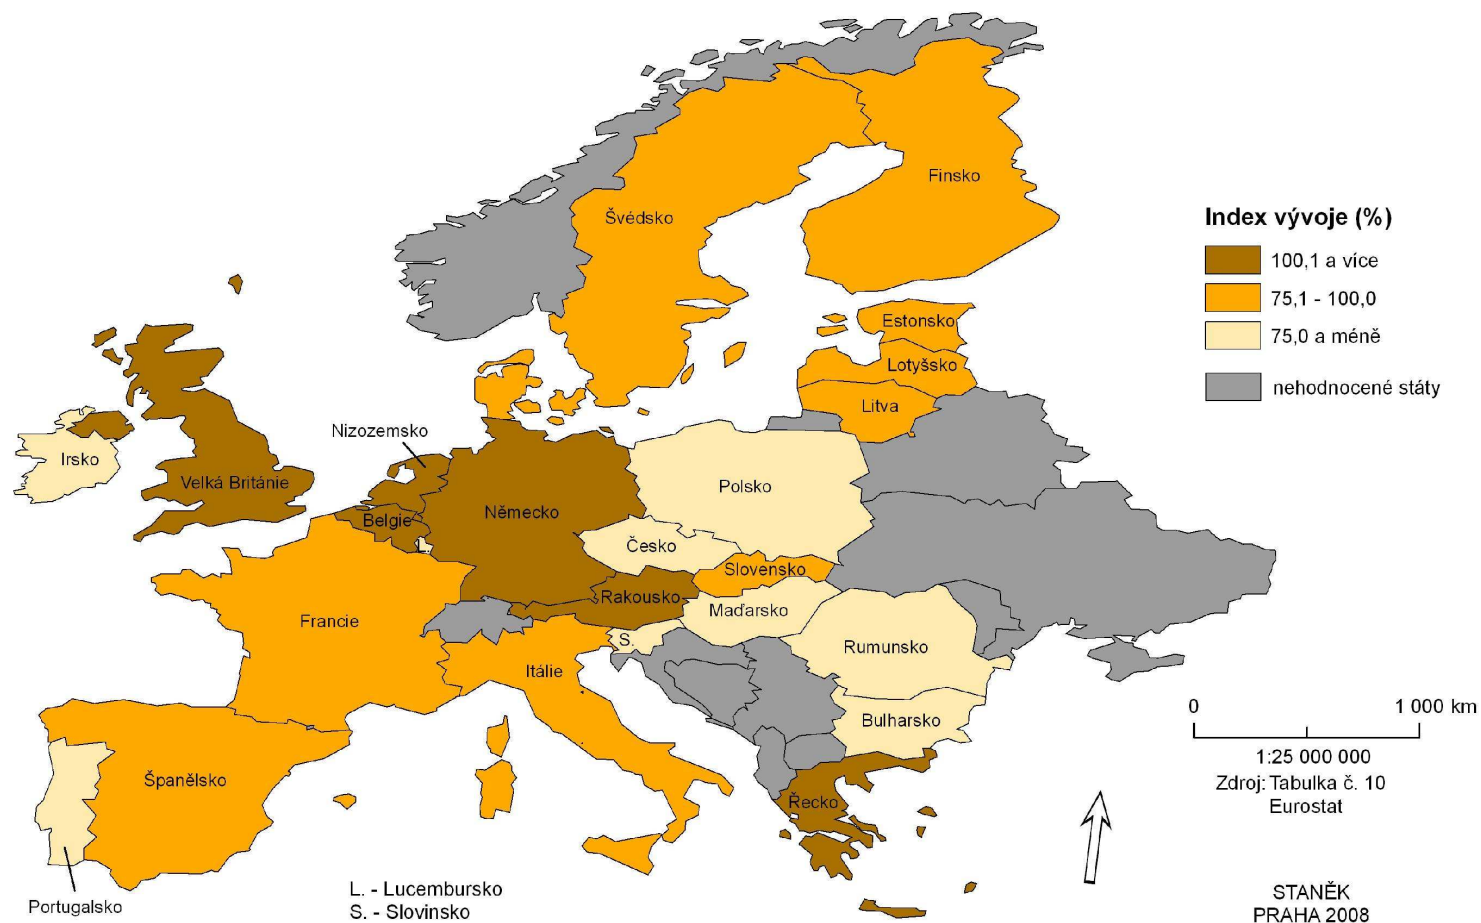 Finsko
Švédsko
Index vývoje (%)
100,1 a více
75,1 - 100,0
75,0 a méně
nehodnocené státy
Estonsko
Lotyšsko
Litva
Nizozemsko
Irsko
Velká Británie
Polsko
Belgie
Německo
L.
Česko
Slovensko
Rakousko
Maďarsko
Francie
S.
Rumunsko
Itálie
Bulharsko
Španělsko
Řecko
Portugalsko
0 1 000 km
1:25 000 000
Zdroj: Tabulka č. 10
Eurostat
L. - Lucembursko
S. - Slovinsko
STANĚK
PRAHA 2008